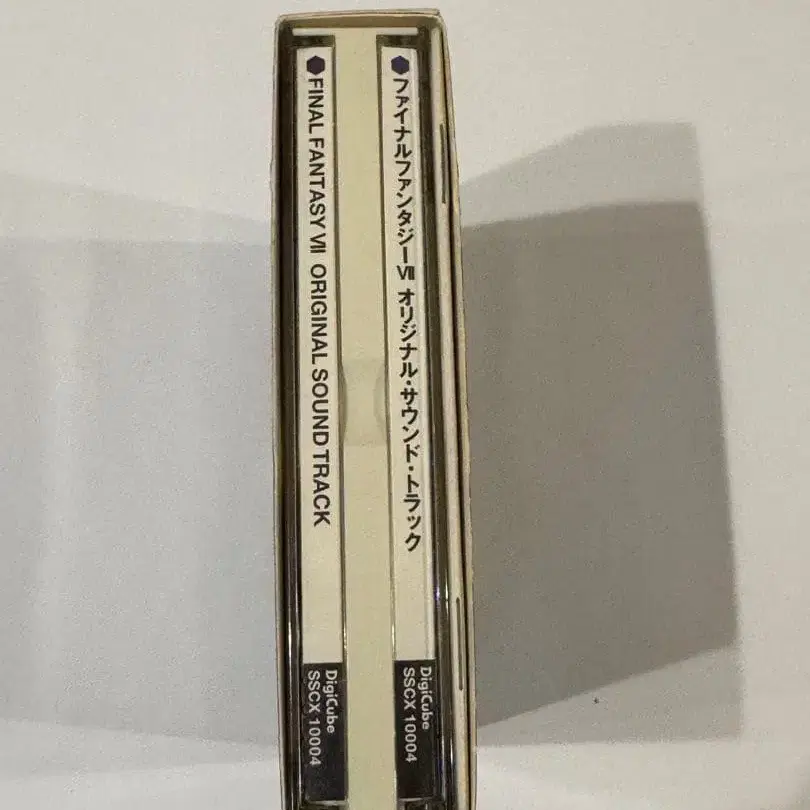 FINAL FANTASY Ⅶ ORIGINAL SOUND TRACK
DigiCube
SSCX 10004
ファイナルファンタジーⅦ オリジナル・サウンド・トラック
DigiCube
SSCX 10004